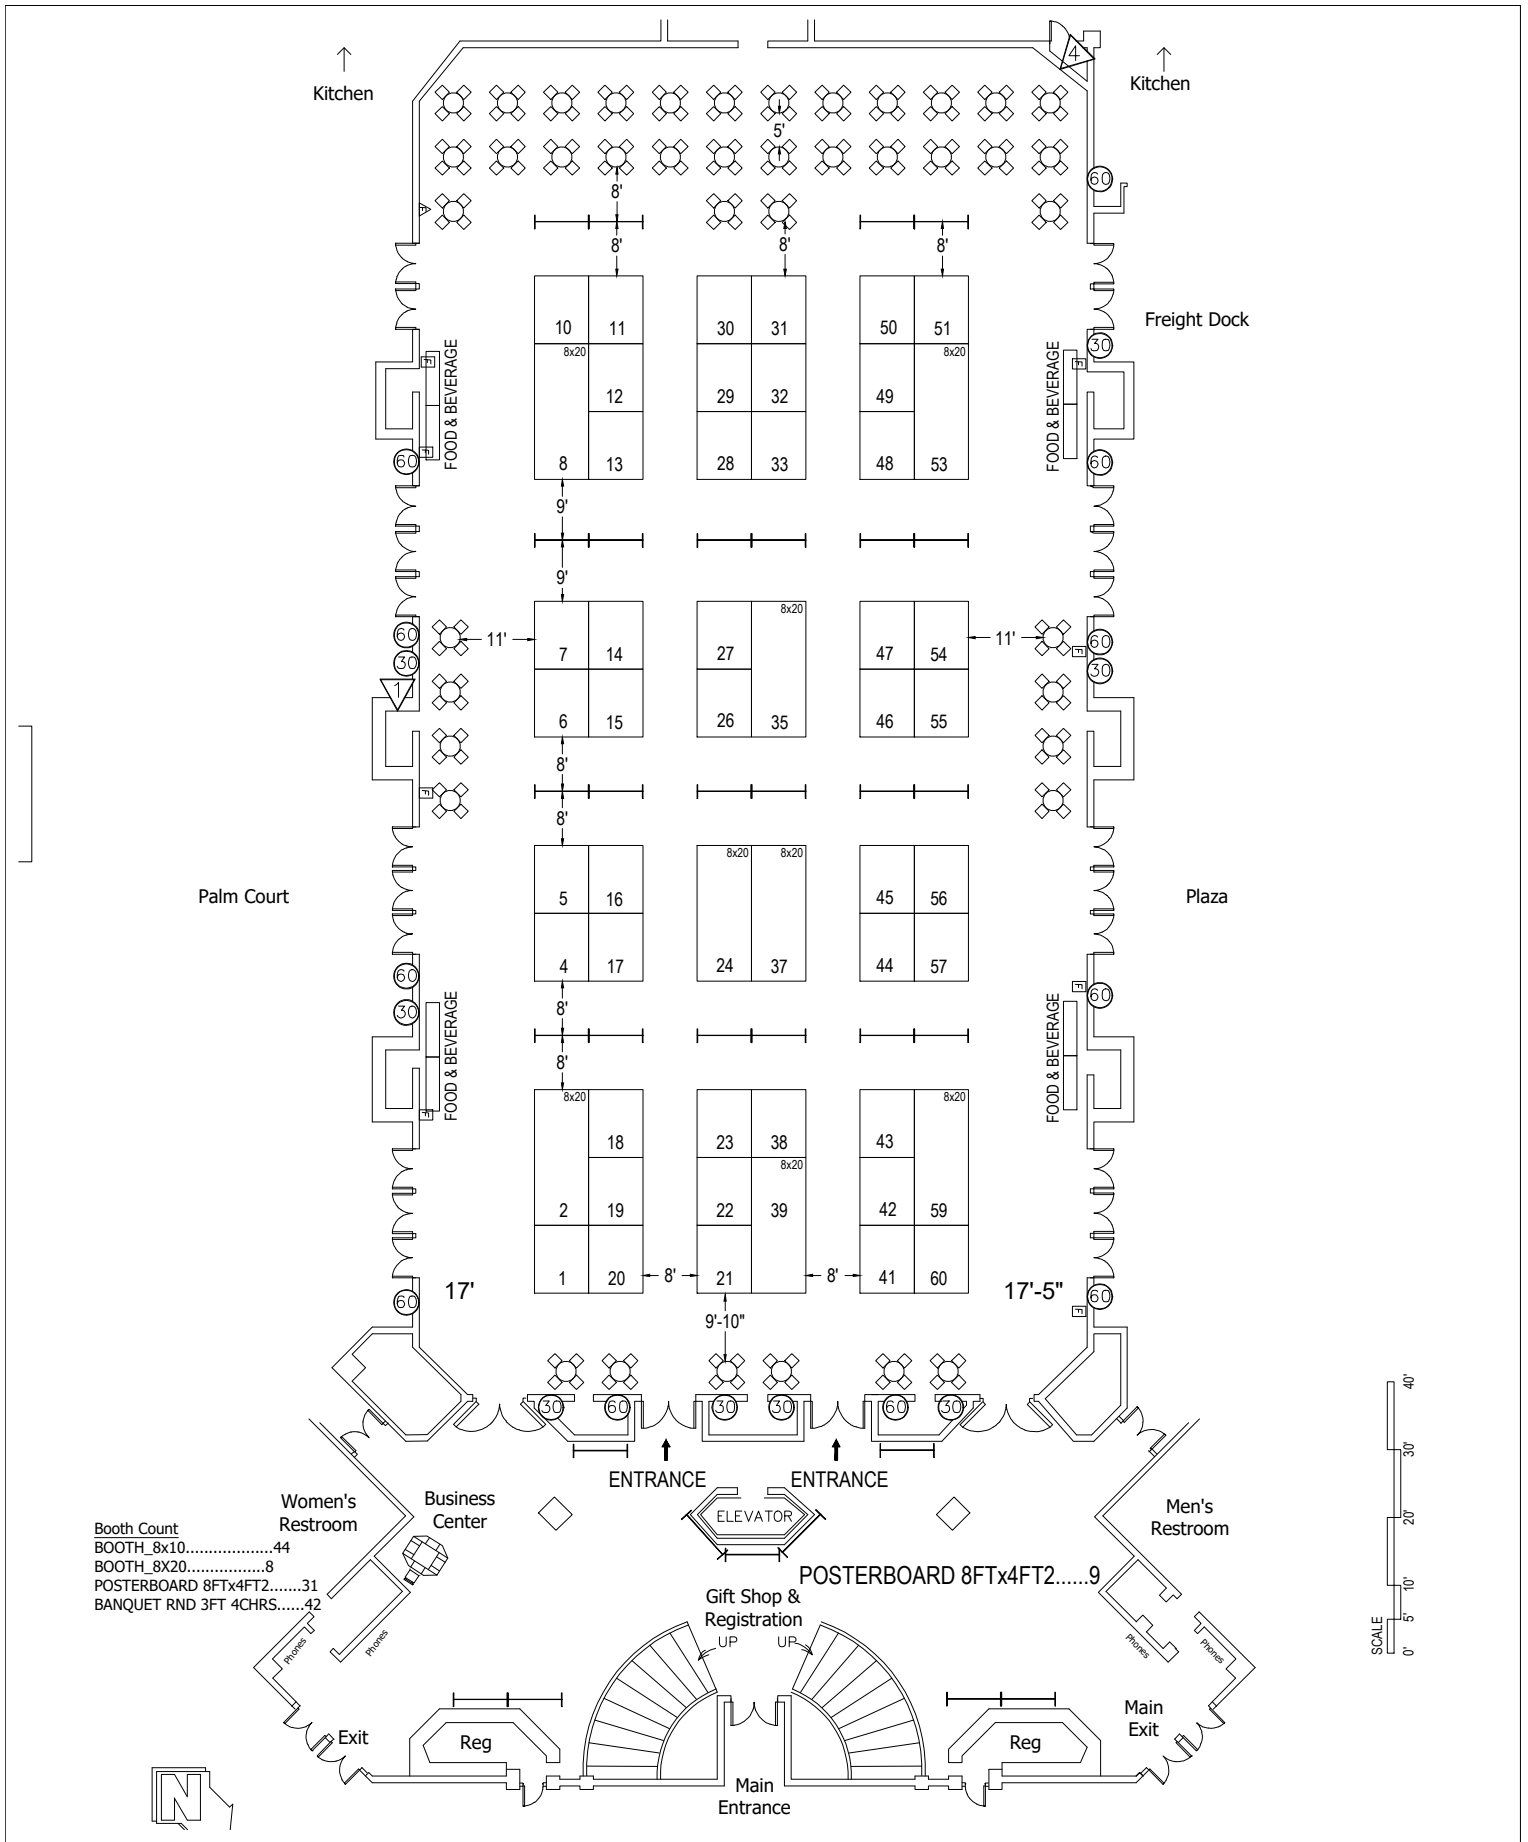 4
Kitchen
Kitchen
5'
8'
60
F
8'
8'
8'
10
11
30
31
50
51
Freight Dock
30
8x20
8x20
F
F
FOOD & BEVERAGE
FOOD & BEVERAGE
12
29
32
49
F
60
8
13
28
33
48
53
60
9'
9'
8x20
60
60
11'
11'
30
F
30
7
14
27
47
54
1
6
15
26
35
46
55
8'
F
8'
8x20
8x20
Palm Court
Plaza
5
16
45
56
4
17
24
37
44
57
60
F
60
30
8'
FOOD & BEVERAGE
FOOD & BEVERAGE
8'
8x20
8x20
F
18
23
38
43
8x20
2
19
22
39
42
59
1
20
8'
21
8'
41
60
17'
17'-5"
60
60
F
9'-10"
30
60
30
30
60
30
ENTRANCE
ENTRANCE
Women's
Restroom
Business
Center
ELEVATOR
Men's
Restroom
Booth Count
BOOTH_8x10...................44
BOOTH_8X20..................8
POSTERBOARD 8FTx4FT2.......31
BANQUET RND 3FT 4CHRS......42
POSTERBOARD 8FTx4FT2......9
Gift Shop &
Registration
UP
UP
Phones
Phones
Phones
Phones
40'
30'
20'
10'
5'
0'
SCALE
Exit
Reg
Reg
Main
Exit
Main
Entrance
N